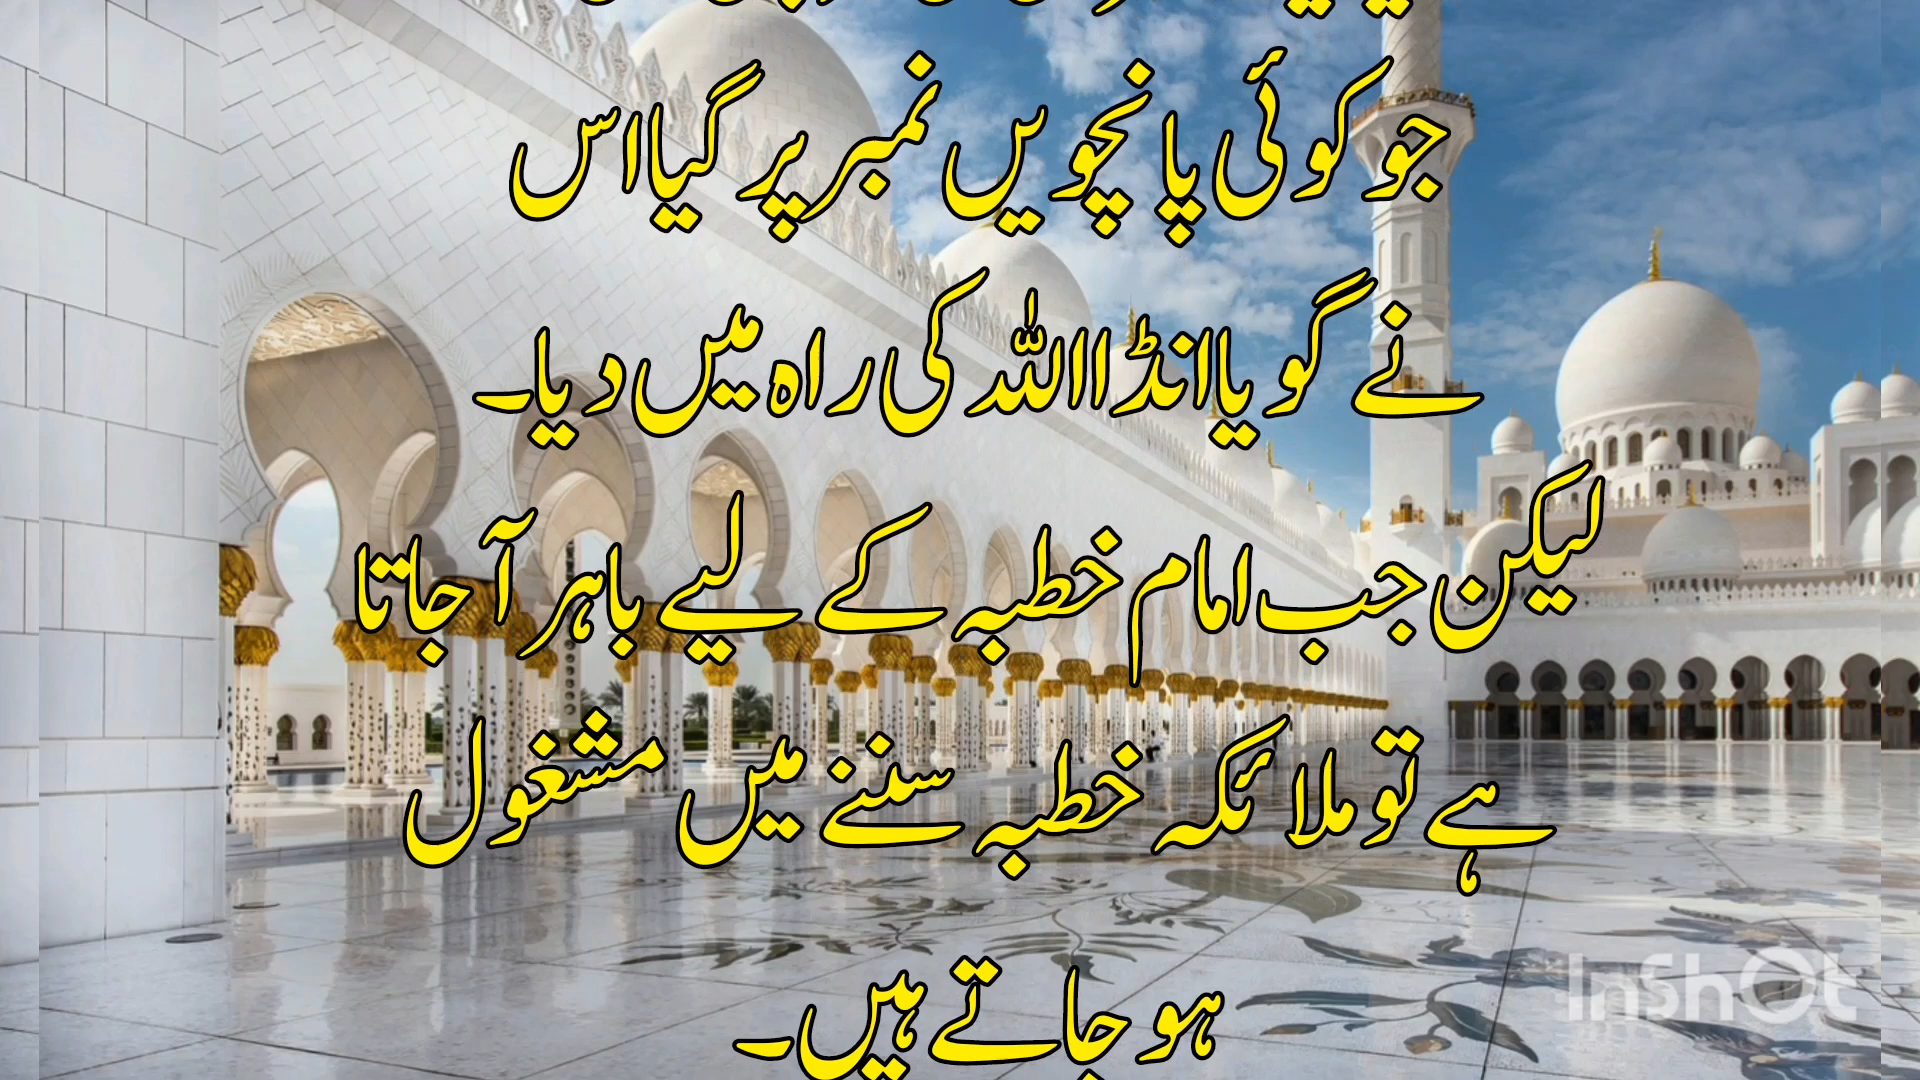 جو کوئی پانچویں نمبر پر گیا اس
نے گویا انڈا اللہ کی راہ میں دیا۔
لیکن جب امام خطبہ کے لیے باہر آ جاتا
ہے تو ملائکہ خطبہ سننے میں مشغول
ہو جاتے ہیں۔
InShOt